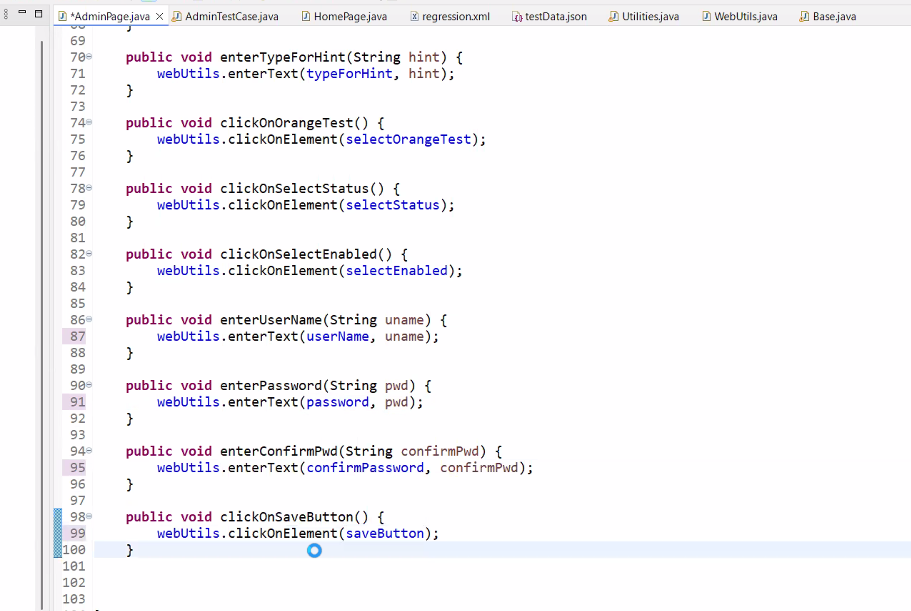 *AdminPage.java AdminTestCase.java HomePage.java regression.xml testData.json Utilities.java WebUtils.java Base.java
69
70 public void enterTypeForHint(String hint) {
71 webUtils.enterText(typeForHint, hint);
72 }
73
74 public void clickOnOrangeTest() {
75 webUtils.clickOnElement(selectOrangeTest);
76 }
77
78 public void clickOnSelectStatus() {
79 webUtils.clickOnElement(selectStatus);
80 }
81
82 public void clickOnSelectEnabled() {
83 webUtils.clickOnElement(selectEnabled);
84 }
85
86 public void enterUserName(String uname) {
87 webUtils.enterText(userName, uname);
88 }
89
90 public void enterPassword(String pwd) {
91 webUtils.enterText(password, pwd);
92 }
93
94 public void enterConfirmPwd(String confirmPwd) {
95 webUtils.enterText(confirmPassword, confirmPwd);
96 }
97
98 public void clickOnSaveButton() {
99 webUtils.clickOnElement(saveButton);
100 }
101
102
103